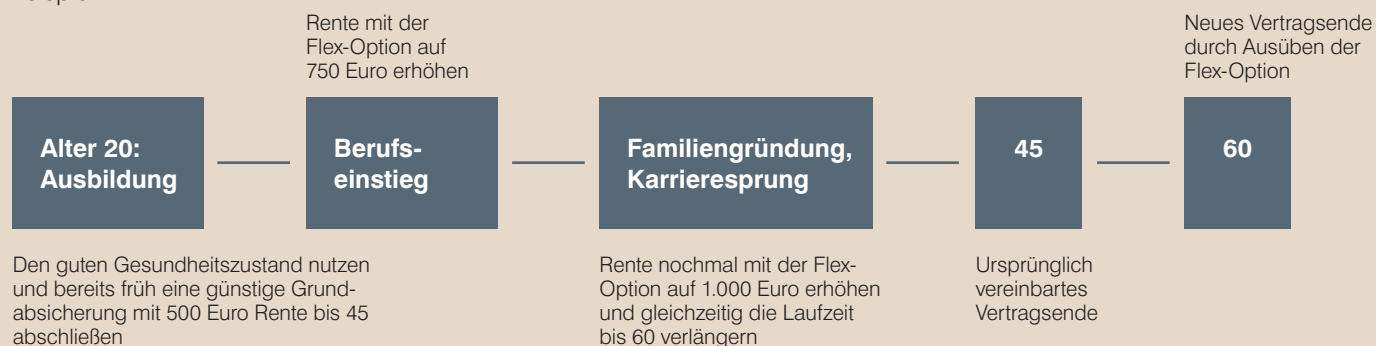 Rente mit der
Flex-Option auf
750 Euro erhöhen
Neues Vertragsende
durch Ausüben der
Flex-Option
Alter 20:
Ausbildung
Berufs-
einstieg
Familiengründung,
Karrieresprung
45
60
Den guten Gesundheitszustand nutzen
und bereits früh eine günstige Grund-
absicherung mit 500 Euro Rente bis 45
abschließen
Rente nochmal mit der Flex-
Option auf 1.000 Euro erhöhen
und gleichzeitig die Laufzeit
bis 60 verlängern
Ursprünglich
vereinbartes
Vertragsende